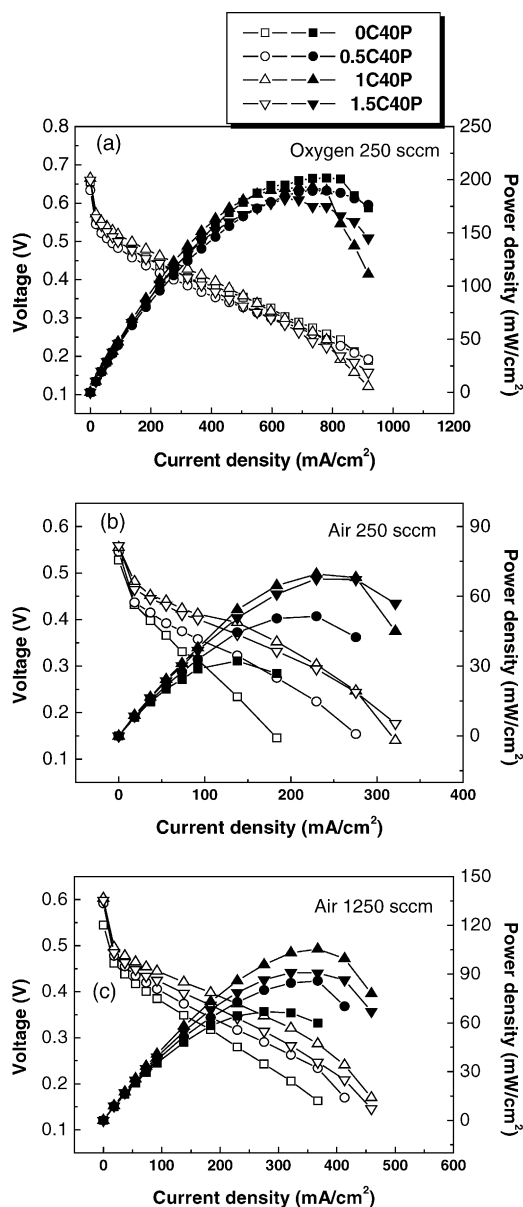 0C40P
0.5C40P
1C40P
1.5C40P
(a)
Oxygen 250 sccm
0.8
0.7
0.6
0.5
0.4
0.3
0.2
0.1
Voltage (V)
250
200
150
100
50
0
Power density (mW/cm²)
0 200 400 600 800 1000 1200
Current density (mA/cm²)
(b)
Air 250 sccm
0.6
0.5
0.4
0.3
0.2
0.1
Voltage (V)
90
60
30
0
Power density (mW/cm²)
0 100 200 300 400
Current density (mA/cm²)
(c)
Air 1250 sccm
0.6
0.5
0.4
0.3
0.2
0.1
Voltage (V)
150
120
90
60
30
0
Power density (mW/cm²)
0 100 200 300 400 500 600
Current density (mA/cm²)